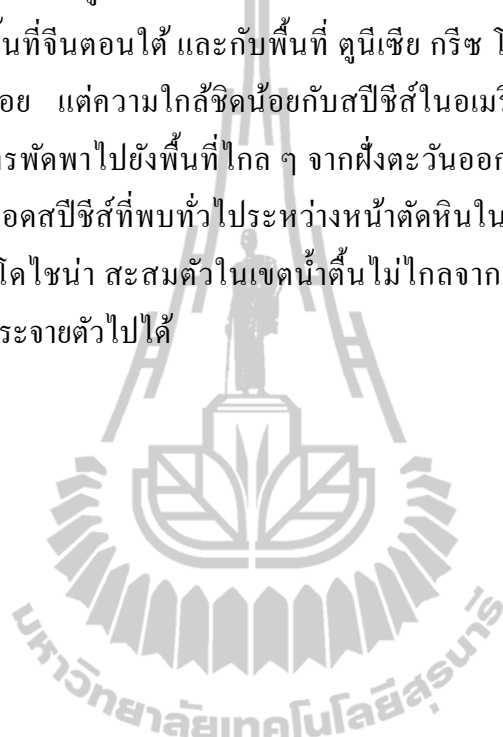 นที่จีนตอนใต้ และกับพื้นที่ ตูนีเซีย กรีซ
อย แต่ความใกล้ชิดน้อยกับสปีชีส์ในอเมริ
รพัดพาไปยังพื้นที่ไกล ๆ จากฝั่งตะวันออก
อดสปีชีส์ที่พบทั่วไประหว่างหน้าตัดหินใน
โดไชน่า สะสมตัวในเขตน้ำตื้นไม่ไกลจาก
ระจายตัวไปได้
มหาวิทยาลัยเทคโนโลยีสุรนารี